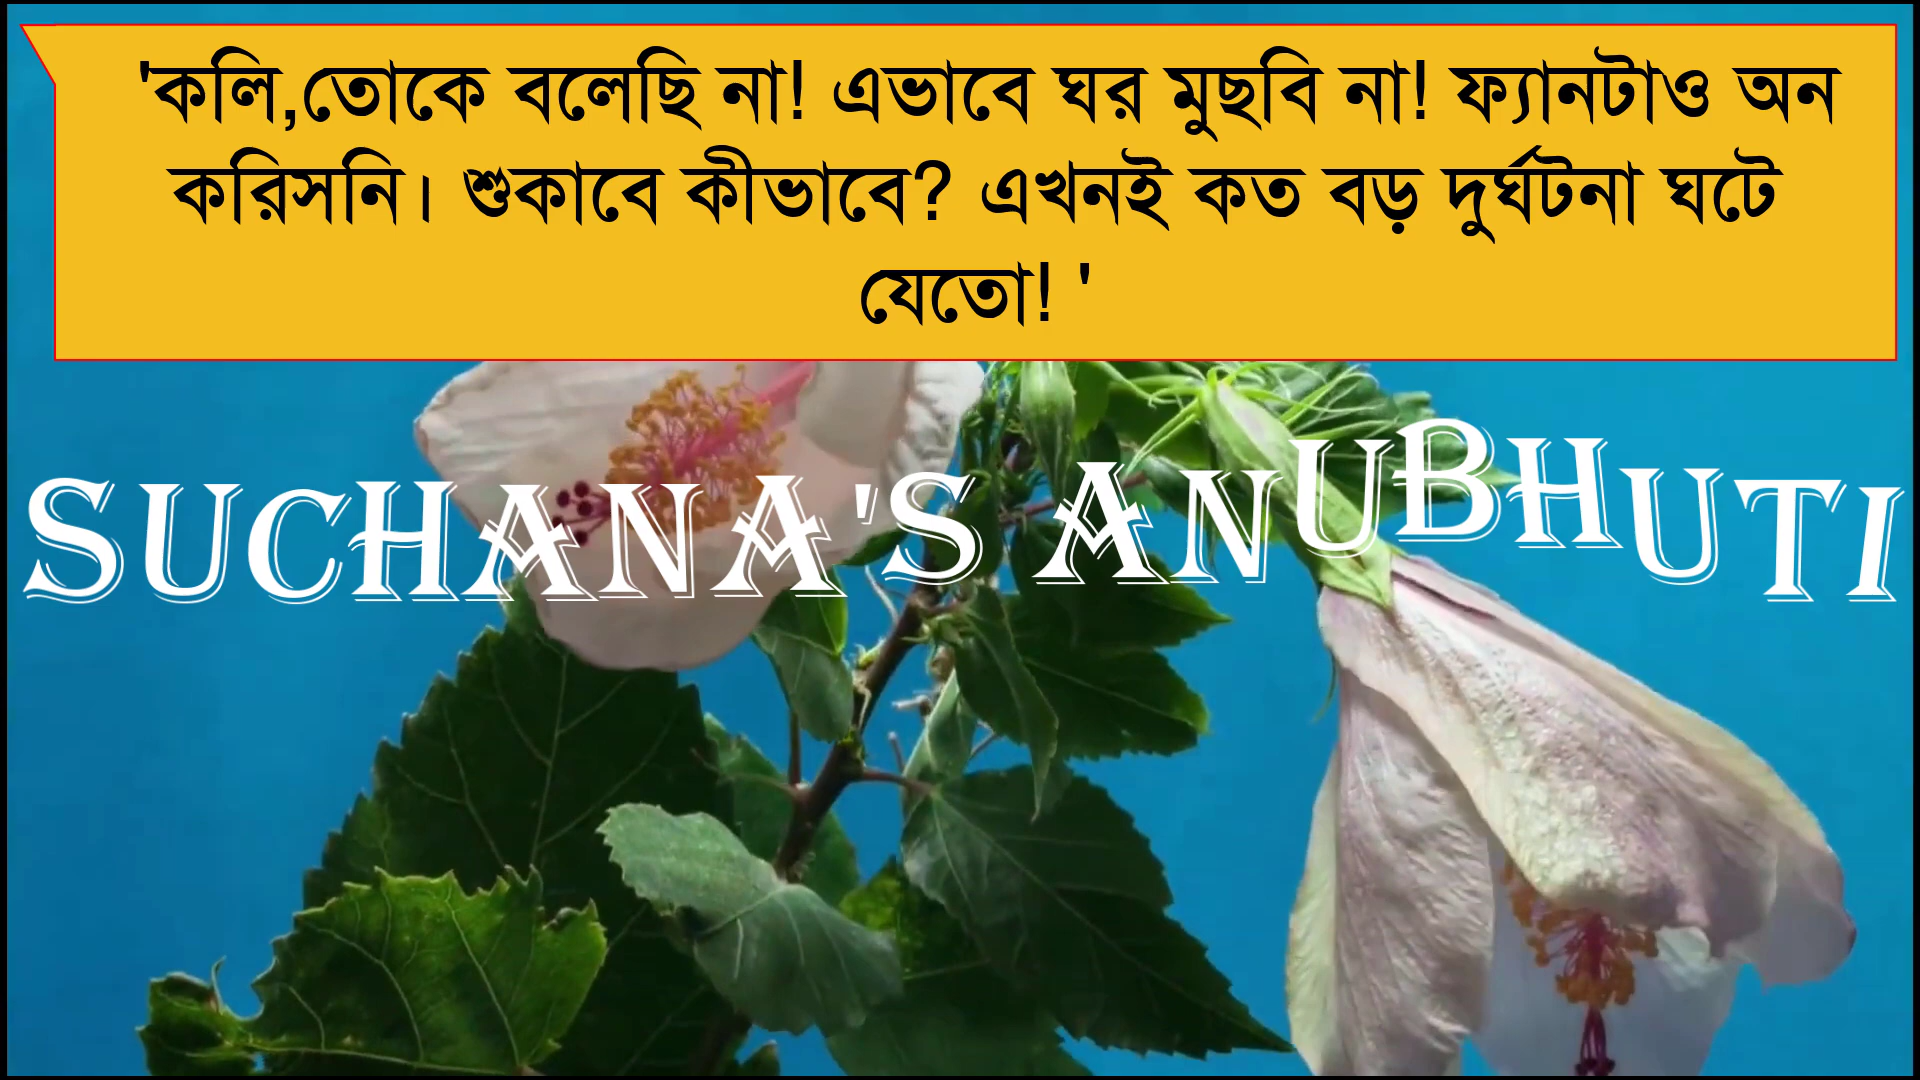 'কলি,তোকে বলেছি না! এভাবে ঘর মুছবি না! ফ্যানটাও অন
করিসনি। শুকাবে কীভাবে? এখনই কত বড় দুর্ঘটনা ঘটে
যেতো! '
SUCHANA'S ANUBHUTI